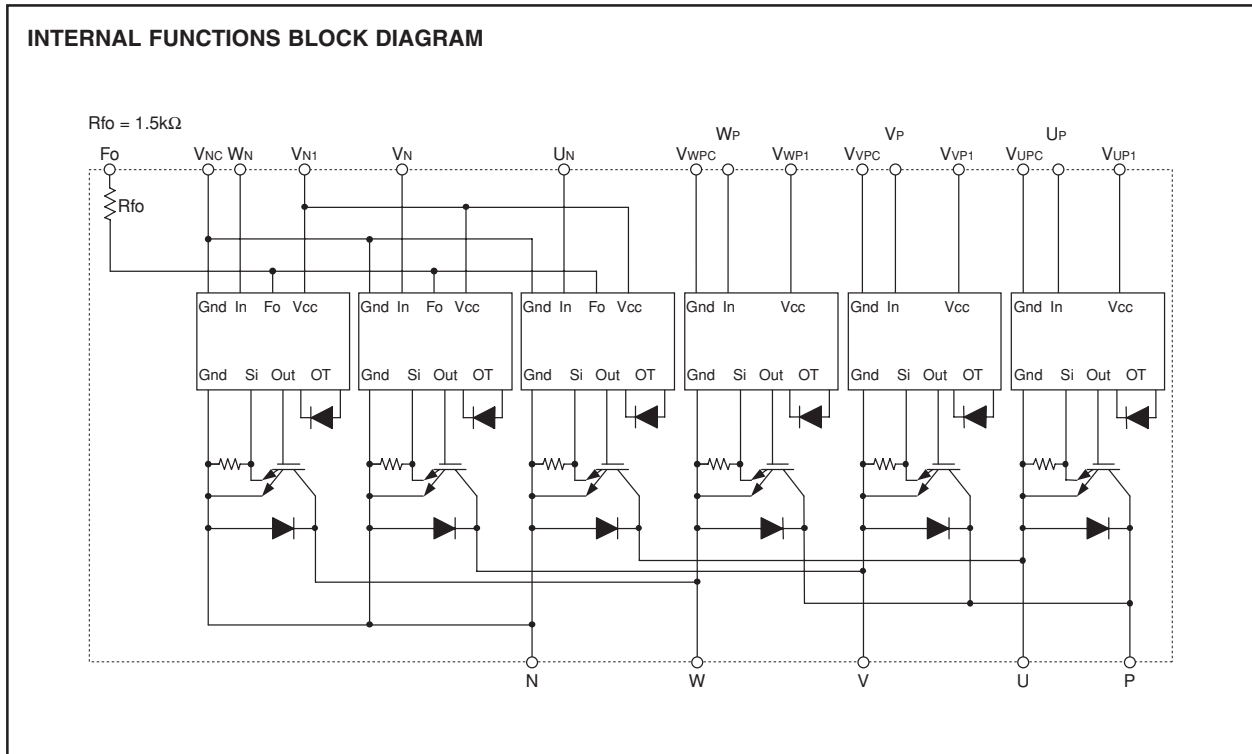 INTERNAL FUNCTIONS BLOCK DIAGRAM
Rfo = 1.5kΩ
WP VP UP
Fo VNC WN VN1 VN UN VWPC VWP1 VVPC VVP1 VUPC VUP1
Rfo
Gnd In Fo Vcc Gnd In Fo Vcc Gnd In Fo Vcc Gnd In Vcc Gnd In Vcc Gnd In Vcc
Gnd Si Out OT Gnd Si Out OT Gnd Si Out OT Gnd Si Out OT Gnd Si Out OT Gnd Si Out OT
N W V U P